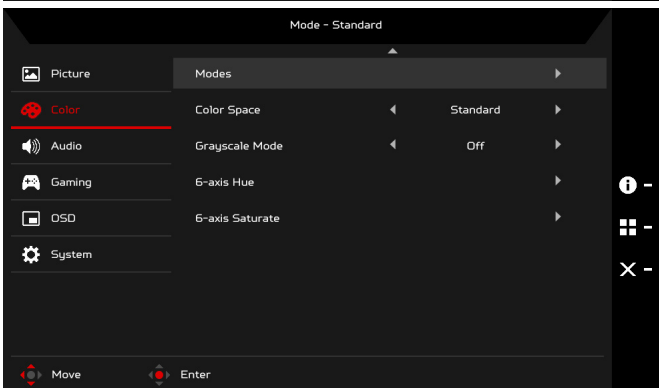 Mode - Standard
Picture
Modes
Color
Color Space Standard
Audio
Grayscale Mode Off
Gaming
6-axis Hue
OSD
6-axis Saturate
System
Move Enter